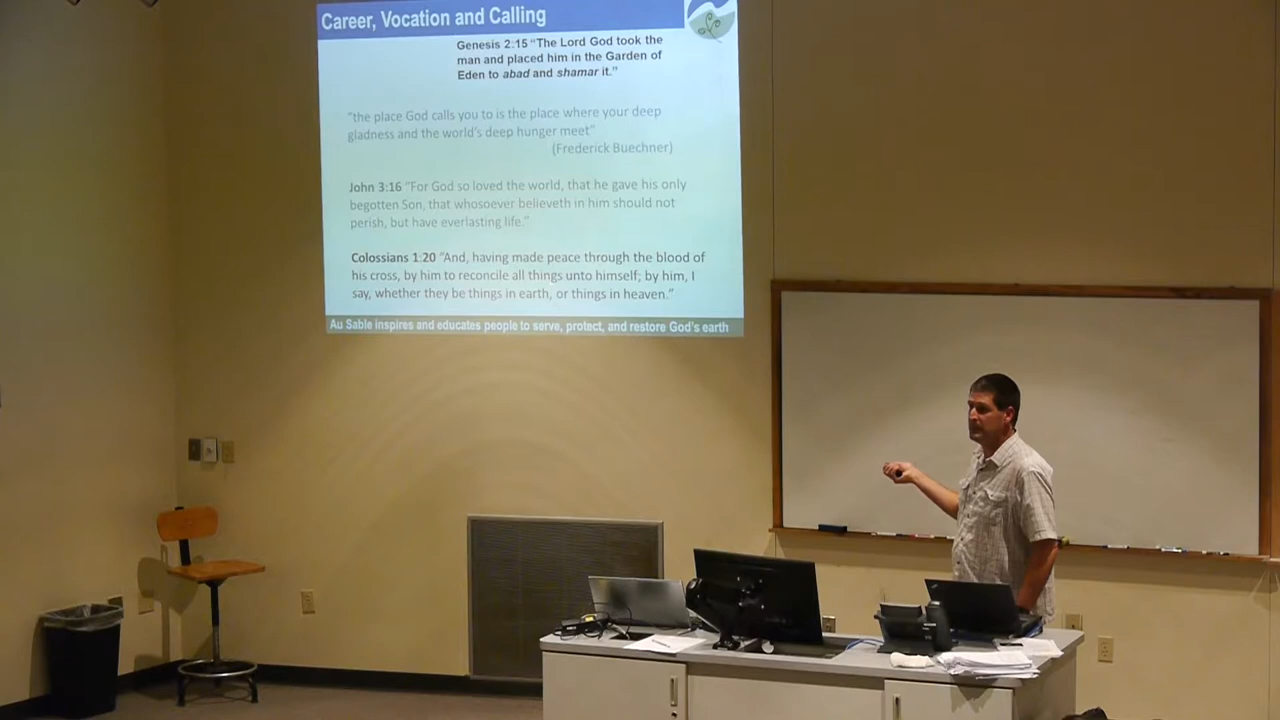 Career, Vocation and Calling
Genesis 2:15 “The Lord God took the
man and placed him in the Garden of
Eden to abad and shamar it.”
“the place God calls you to is the place where your deep
gladness and the world’s deep hunger meet”
(Frederick Buechner)
John 3:16 “For God so loved the world, that he gave his only
begotten Son, that whosoever believeth in him should not
perish, but have everlasting life.”
Colossians 1:20 “And, having made peace through the blood of
his cross, by him to reconcile all things unto himself; by him, I
say, whether they be things in earth, or things in heaven.”
Au Sable inspires and educates people to serve, protect, and restore God’s earth